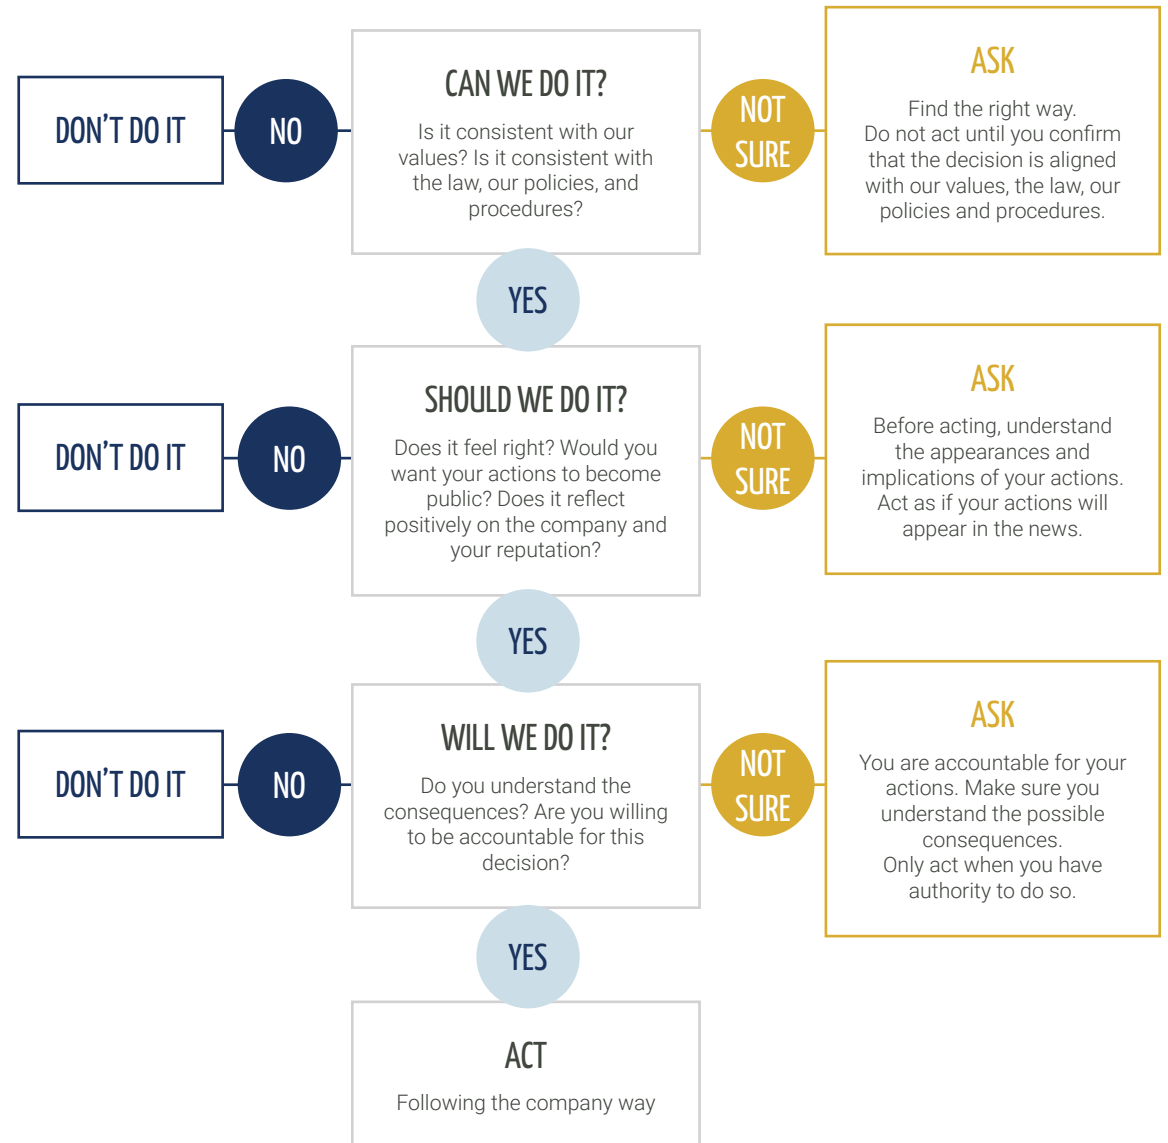 DON'T DO IT
NO
CAN WE DO IT?
Is it consistent with our
values? Is it consistent with
the law, our policies, and
procedures?
NOT
SURE
ASK
Find the right way.
Do not act until you confirm
that the decision is aligned
with our values, the law, our
policies and procedures.
YES
DON'T DO IT
NO
SHOULD WE DO IT?
Does it feel right? Would you
want your actions to become
public? Does it reflect
positively on the company and
your reputation?
NOT
SURE
ASK
Before acting, understand
the appearances and
implications of your actions.
Act as if your actions will
appear in the news.
YES
DON'T DO IT
NO
WILL WE DO IT?
Do you understand the
consequences? Are you willing
to be accountable for this
decision?
NOT
SURE
ASK
You are accountable for your
actions. Make sure you
understand the possible
consequences.
Only act when you have
authority to do so.
YES
ACT
Following the company way